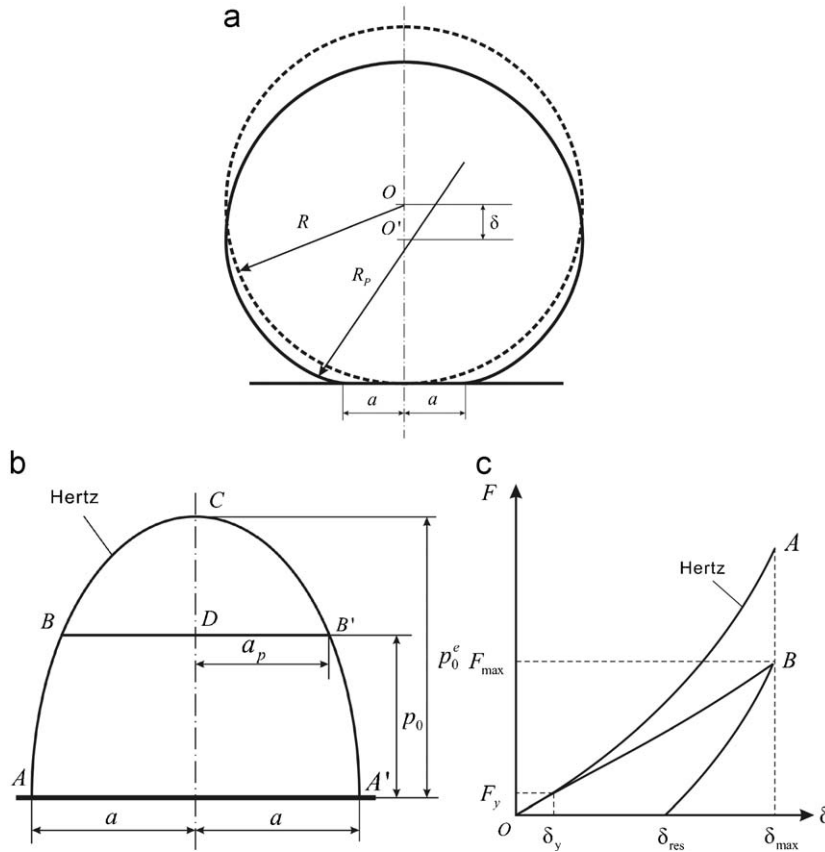 a
O
R
O'
δ
R_P
a a
b
Hertz
C
B D B'
a_p
p_0^e
p_0
A A'
a a
c
F
A
Hertz
F_max
B
F_y
O
δ_y δ_res δ_max
δ